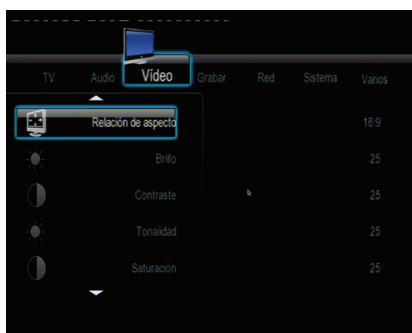 TV Audio Vídeo Grabar Red Sistema Varios
Relación de aspecto 16:9
Brillo 25
Contraste 25
Tonalidad 25
Saturación 25